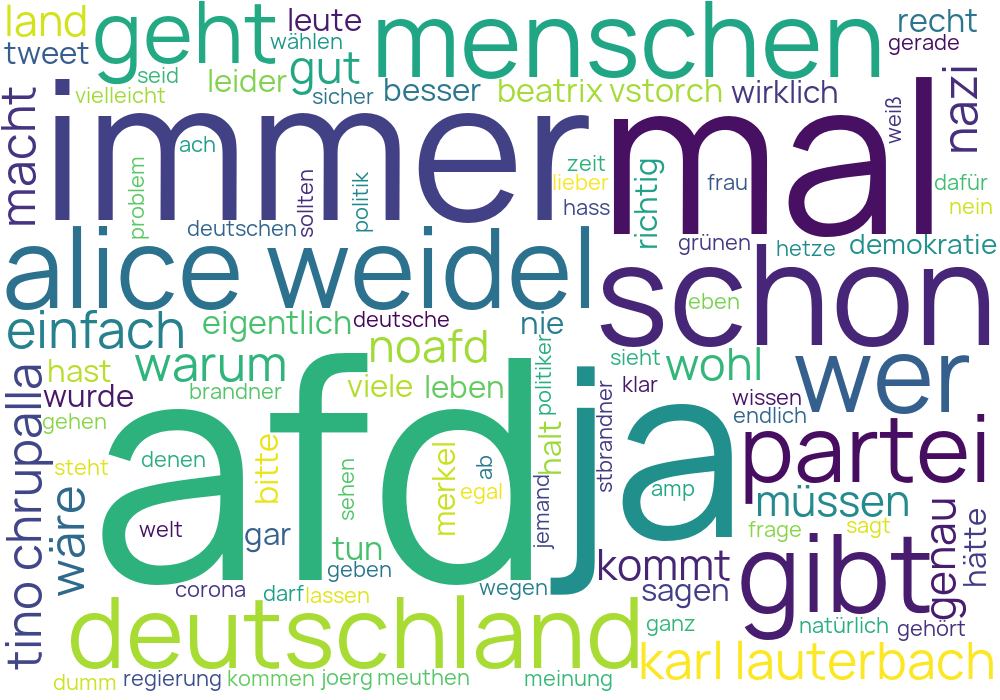 land
geht
leute
menschen
recht
tweet
wählen
gerade
seid
leider
gut
vielleicht
sicher
besser
beatrix vstorch
wirklich
nazi
macht
immer
mal
weiß
ach
problem
sollten
politik
zeit
lieber
hass
richtig
frau
dafür
nein
deutschen
grünen
hetze
demokratie
alice weidel
schon
eben
einfach
eigentlich
deutsche
nie
noafd
warum
sieht
wohl
wer
hast
wurde
brandner
viele
leben
politiker
klar
wissen
endlich
gehen
tino chrupalla
afd
ja
partei
steht
denen
bitte
sehen
merkel
ab
egal
halt
jemand
stbrandner
amp
müssen
wäre
welt
gar
frage
sagt
genau
hätte
tun
geben
kommt
gibt
corona
darf
lassen
wegen
sagen
deutschland
ganz
natürlich
gehört
karl lauterbach
dumm
regierung
kommen
joerg meuthen
meinung